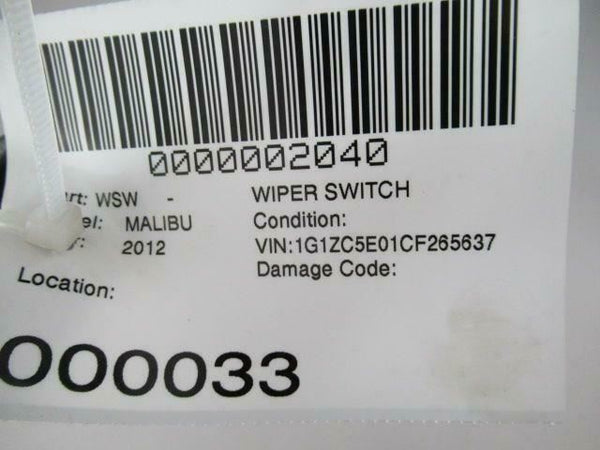 0000002040
rt: WSW - WIPER SWITCH
el: MALIBU Condition:
r: 2012 VIN:1G1ZC5E01CF265637
Location: Damage Code:
000033